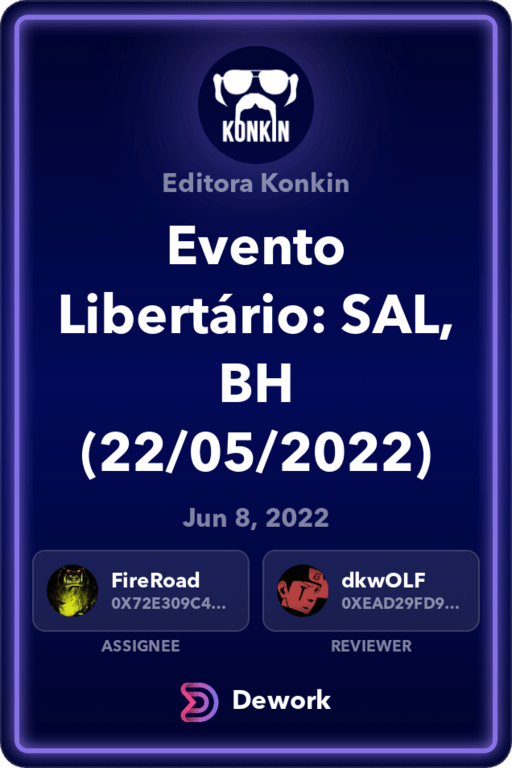 KONKIN
Editora Konkin
Evento
Libertário: SAL,
BH
(22/05/2022)
Jun 8, 2022
FireRoad
0X72E309C4...
ASSIGNEE
dkwOLF
0XEAD29FD9...
REVIEWER
Dework